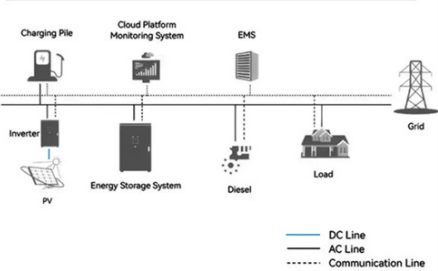 Charging Pile
Cloud Platform
Monitoring System
EMS
Grid
Inverter
PV
Energy Storage System
Diesel
Load
DC Line
AC Line
Communication Line